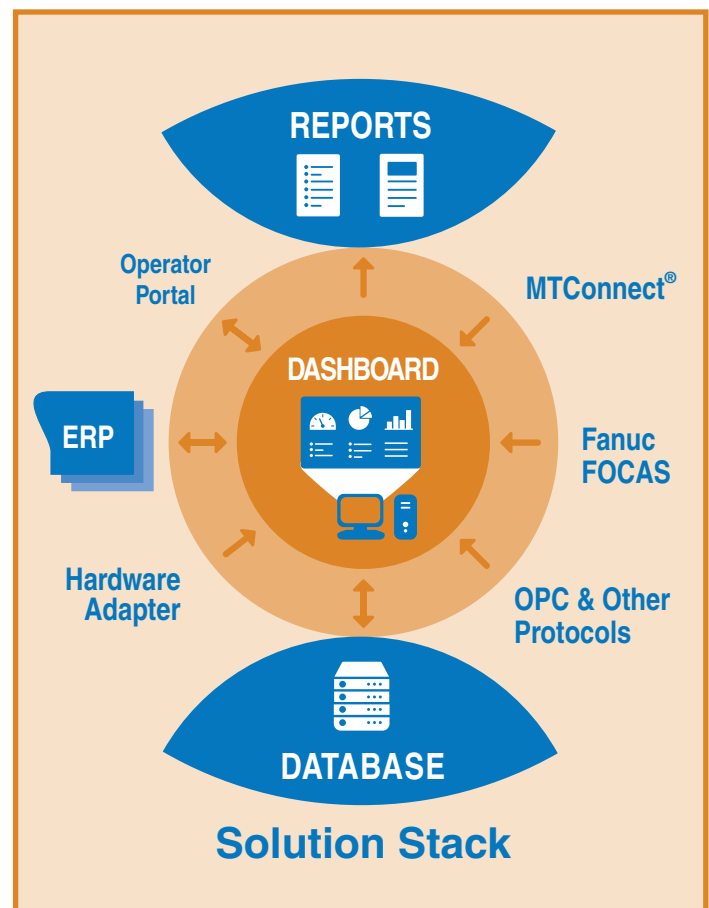 REPORTS
Operator
Portal
MTConnect®
DASHBOARD
ERP
Fanuc
FOCAS
Hardware
Adapter
OPC & Other
Protocols
DATABASE
Solution Stack